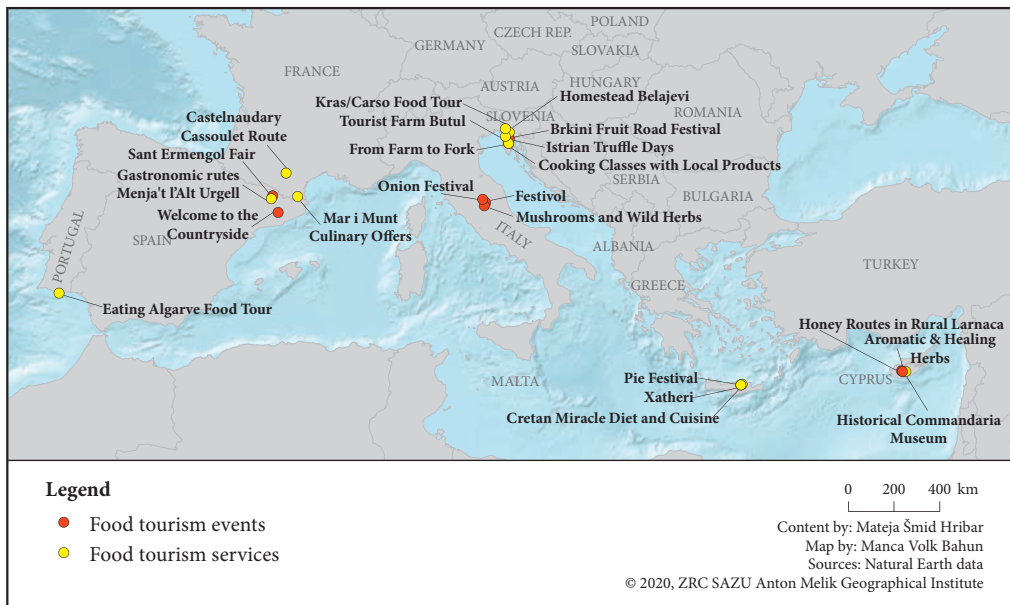 POLAND
CZECH REP.
GERMANY
SLOVAKIA
FRANCE
AUSTRIA
HUNGARY
Kras/Carso Food Tour
Homestead Belajevi
Castelnaudary
Cassoulet Route
SLOVENIA
ROMANIA
Tourist Farm Butul
Brkini Fruit Road Festival
Sant Ermengol Fair
From Farm to Fork
Istrian Truffle Days
Cooking Classes with Local Products
Gastronomic rutes
Menja't l'Alt Urgell
Onion Festival
Festivol
SERBIA
BULGARIA
Welcome to the
Countryside
Mar i Munt
Culinary Offers
Mushrooms and Wild Herbs
PORTUGAL
SPAIN
ITALY
ALBANIA
TURKEY
GREECE
Eating Algarve Food Tour
Honey Routes in Rural Larnaca
Aromatic & Healing
Herbs
MALTA
Pie Festival
CYPRUS
Xatheri
Cretan Miracle Diet and Cuisine
Historical Commandaria
Museum
Legend
Food tourism events
Food tourism services
0 200 400 km
Content by: Mateja Šmid Hribar
Map by: Manca Volk Bahun
Sources: Natural Earth data
© 2020, ZRC SAZU Anton Melik Geographical Institute